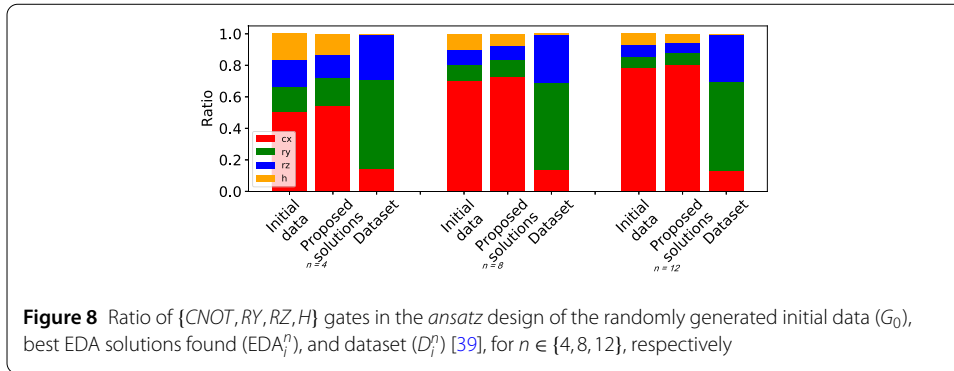 1.0
0.8
0.6
0.4
0.2
0.0
Ratio
cx
ry
rz
h
Initial data
Proposed solutions
Dataset
n = 4
Initial data
Proposed solutions
Dataset
n = 8
Initial data
Proposed solutions
Dataset
n = 12
Figure 8 Ratio of {CNOT, RY, RZ, H} gates in the ansatz design of the randomly generated initial data (G₀),
best EDA solutions found (EDAᵢⁿ), and dataset (Dᵢⁿ) [39], for n ∈ {4, 8, 12}, respectively